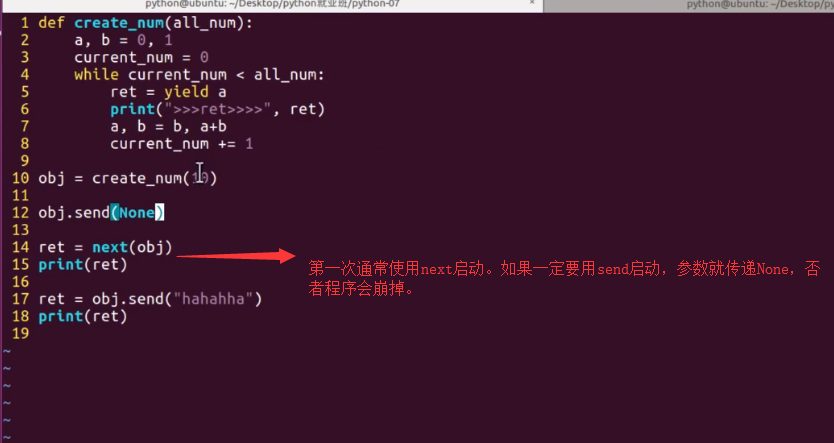 python@ubuntu: ~/Desktop/python就业班/python-07 × python@ubuntu: ~/Desktop/py
1 def create_num(all_num):
2     a, b = 0, 1
3     current_num = 0
4     while current_num < all_num:
5         ret = yield a
6         print(">>>ret>>>>", ret)
7         a, b = b, a+b
8         current_num += 1
9
10 obj = create_num(10)
11
12 obj.send(None)
13
14 ret = next(obj)
15 print(ret)
16
17 ret = obj.send("hahahha")
18 print(ret)
19
~
~
~
~
~
~
第一次通常使用next启动。如果一定要用send启动，参数就传递None，否
者程序会崩掉。